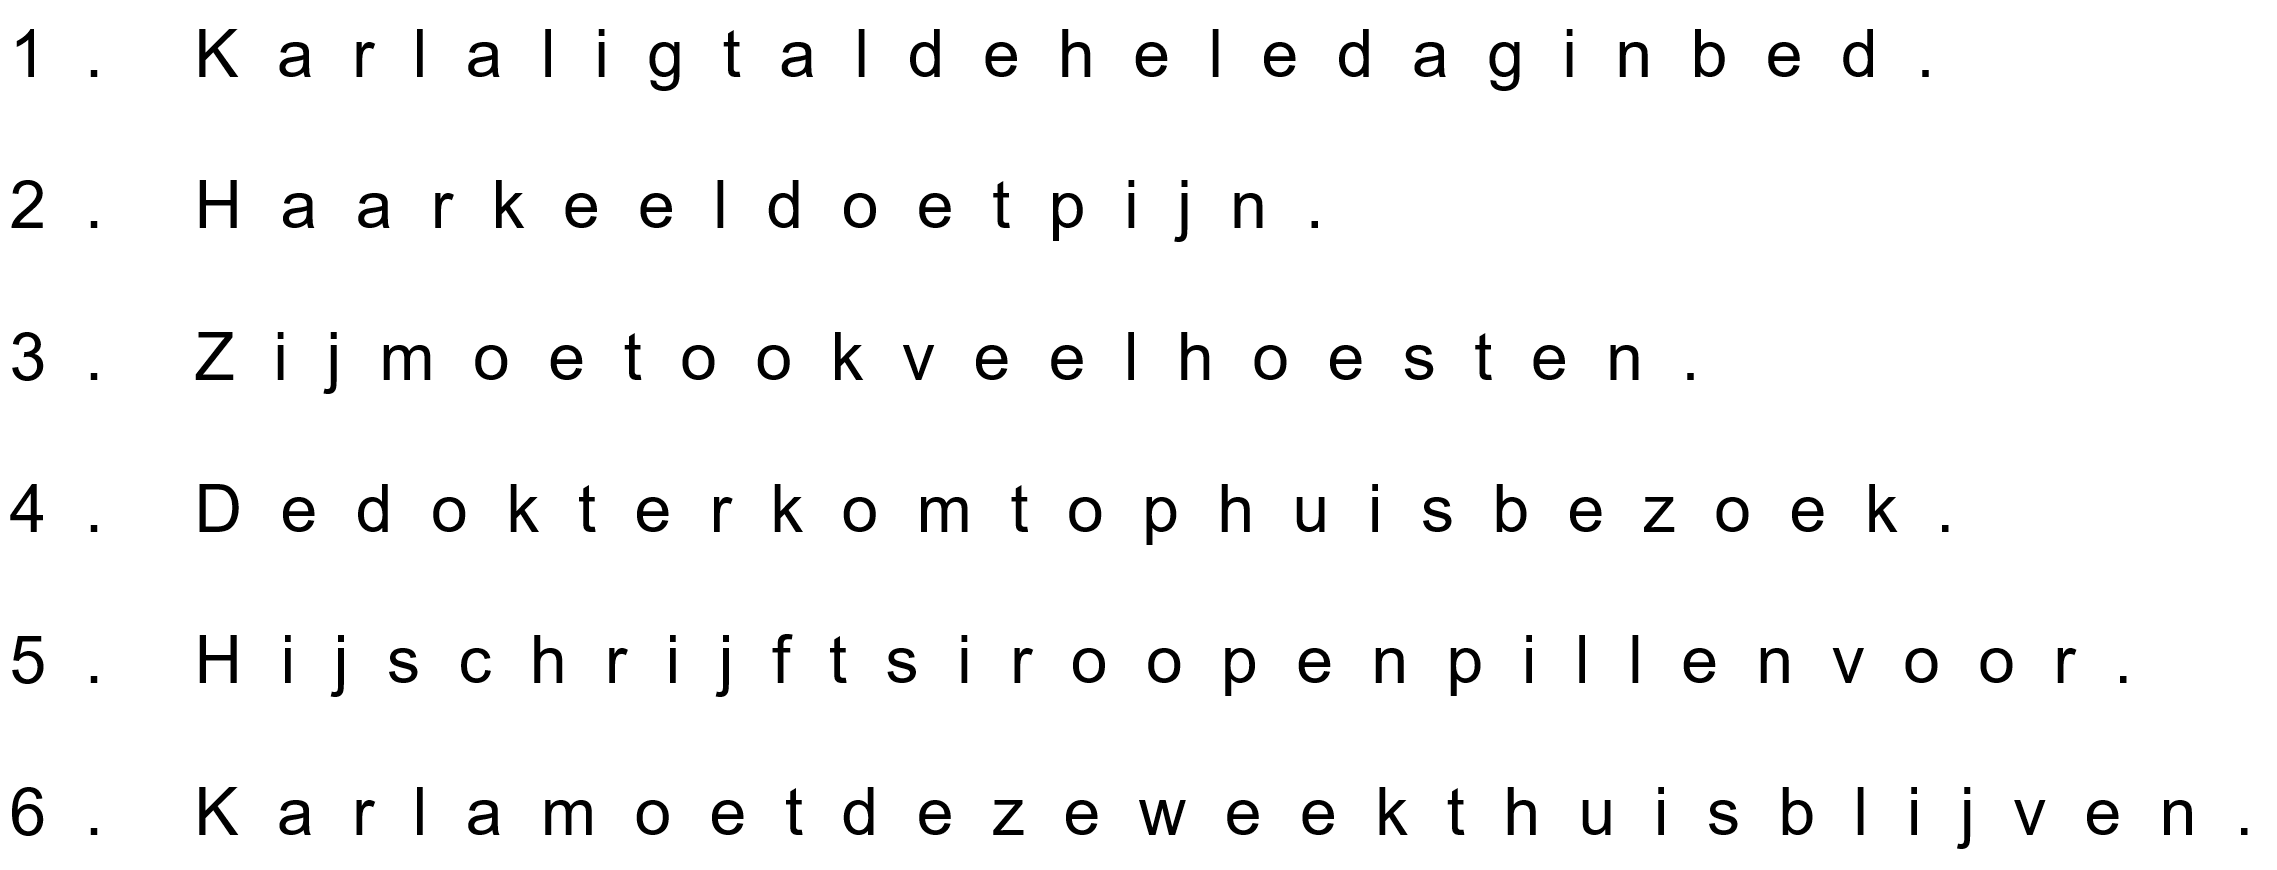 1. Karlaligtaldeheledaginbed.
2. Haarkeeldoetpijn.
3. Zijmoetookveelhoesten.
4. Dedokterkomtophuisbezoek.
5. Hijschrijftsiroopenpillenvoor.
6. Karlamoetdezeweekthuisblijven.